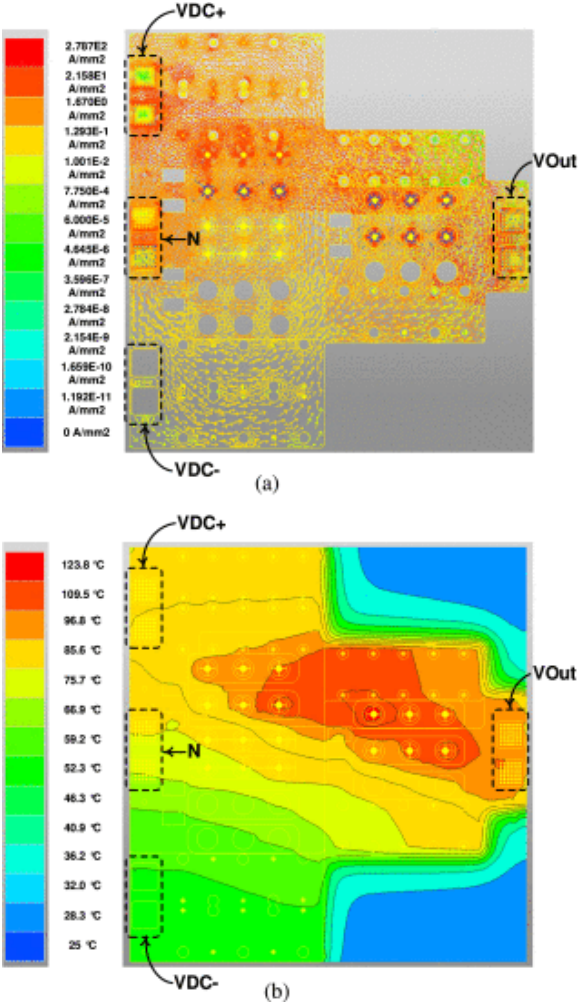 VDC+
2.787E2
A/mm2
2.158E1
A/mm2
1.670E0
A/mm2
1.293E-1
A/mm2
1.001E-2
A/mm2
7.750E-4
A/mm2
6.000E-5
A/mm2
4.645E-6
A/mm2
3.596E-7
A/mm2
2.784E-8
A/mm2
2.154E-9
A/mm2
1.659E-10
A/mm2
1.192E-11
A/mm2
0 A/mm2
VOut
N
VDC-
(a)
VDC+
123.8 °C
109.5 °C
96.8 °C
85.6 °C
75.7 °C
66.9 °C
59.2 °C
52.3 °C
46.3 °C
40.9 °C
36.2 °C
32.0 °C
28.3 °C
25 °C
VOut
N
VDC-
(b)